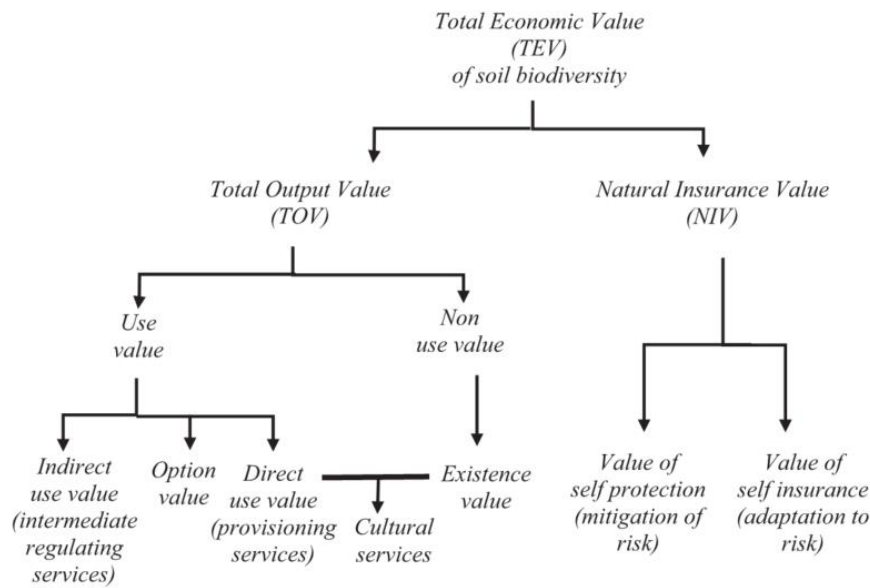 Total Economic Value
(TEV)
of soil biodiversity
Total Output Value
(TOV)
Natural Insurance Value
(NIV)
Use
value
Non
use value
Indirect
use value
(intermediate
regulating
services)
Option
value
Direct
use value
(provisioning
services)
Cultural
services
Existence
value
Value of
self protection
(mitigation of
risk)
Value of
self insurance
(adaptation to
risk)